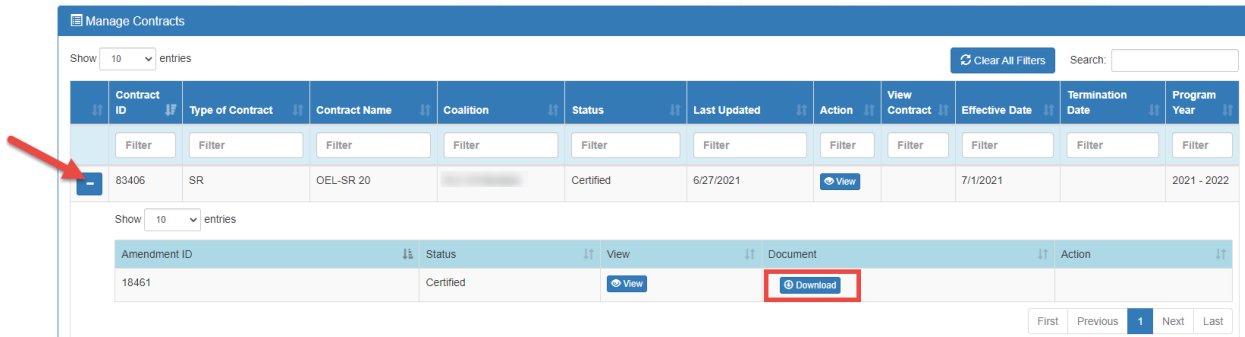 Manage Contracts
Show 10 entries Clear All Filters Search:
Contract ID Type of Contract Contract Name Coalition Status Last Updated Action View Contract Effective Date Termination Date Program Year
Filter Filter Filter Filter Filter Filter Filter Filter Filter Filter Filter
83406 SR OEL-SR 20 Certified 6/27/2021 View 7/1/2021 2021 - 2022
Show 10 entries
Amendment ID Status View Document Action
18461 Certified View Download
First Previous 1 Next Last